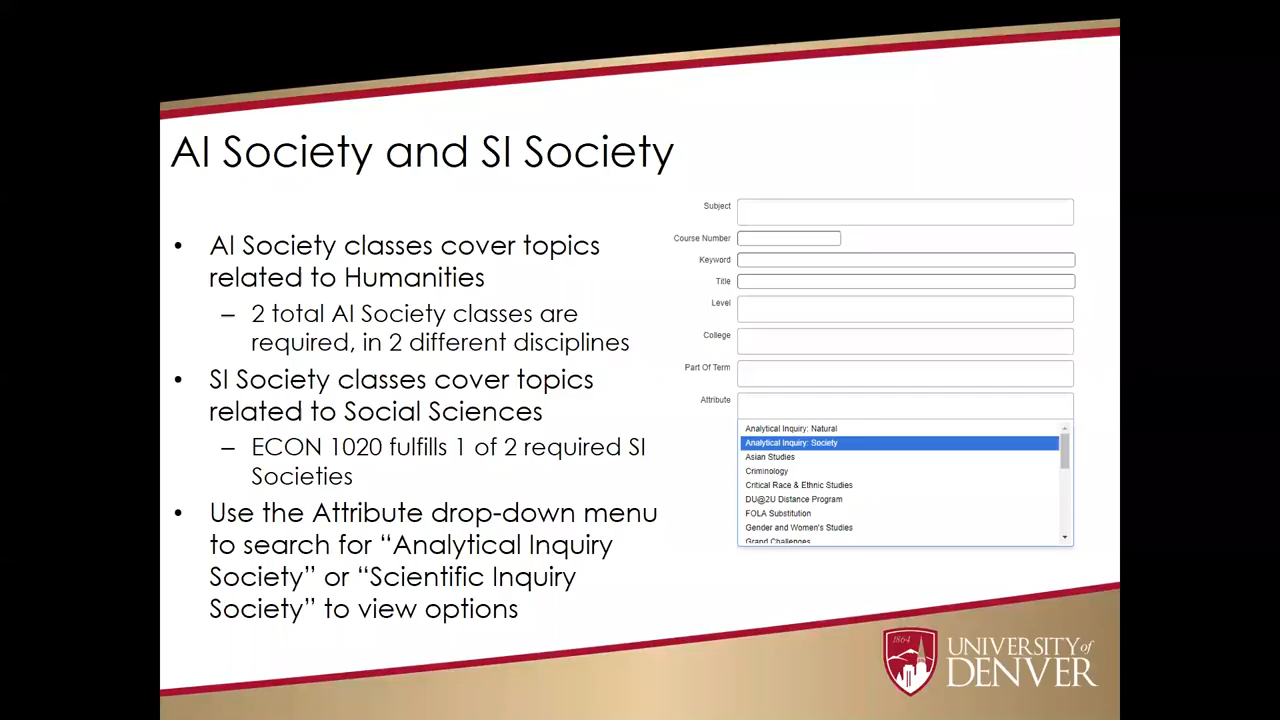 AI Society and SI Society
• AI Society classes cover topics
related to Humanities
– 2 total AI Society classes are
required, in 2 different disciplines
• SI Society classes cover topics
related to Social Sciences
– ECON 1020 fulfills 1 of 2 required SI
Societies
• Use the Attribute drop-down menu
to search for “Analytical Inquiry
Society” or “Scientific Inquiry
Society” to view options
Subject
Course Number
Keyword
Title
Level
College
Part Of Term
Attribute
Analytical Inquiry: Natural
Analytical Inquiry: Society
Asian Studies
Criminology
Critical Race & Ethnic Studies
DU@2U Distance Program
FOLA Substitution
Gender and Women's Studies
Grand Challenges
1864
UNIVERSITY of
DENVER